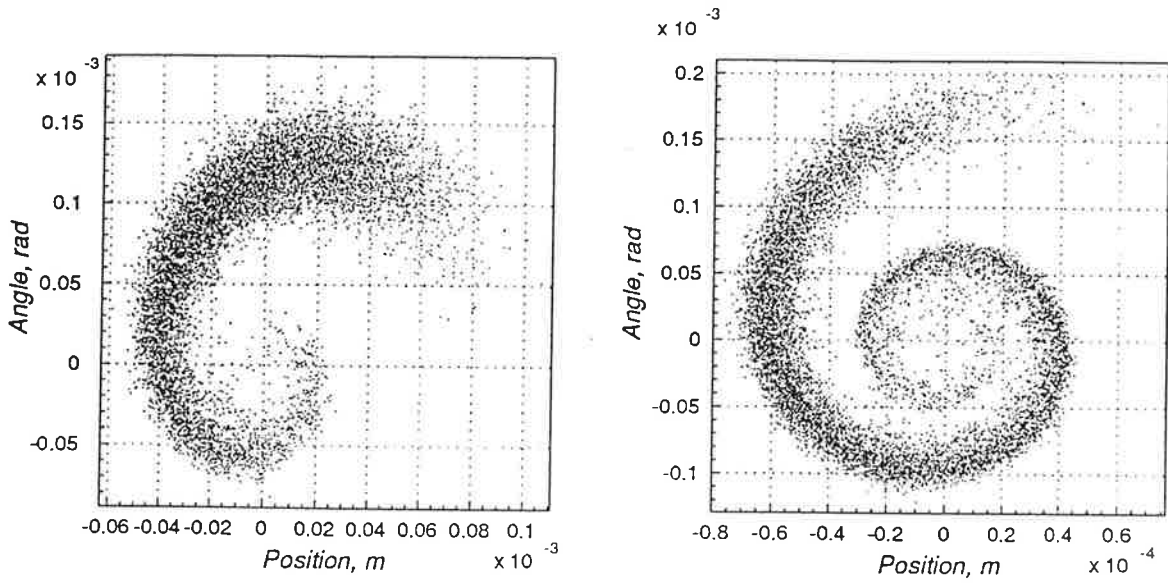 x 10 -3
0.15
0.1
0.05
0
-0.05
Angle, rad
-0.06 -0.04 -0.02 0 0.02 0.04 0.06 0.08 0.1
Position, m
x 10 -3
x 10 -3
0.2
0.15
0.1
0.05
0
-0.05
-0.1
Angle, rad
-0.8 -0.6 -0.4 -0.2 0 0.2 0.4 0.6
Position, m
x 10 -4